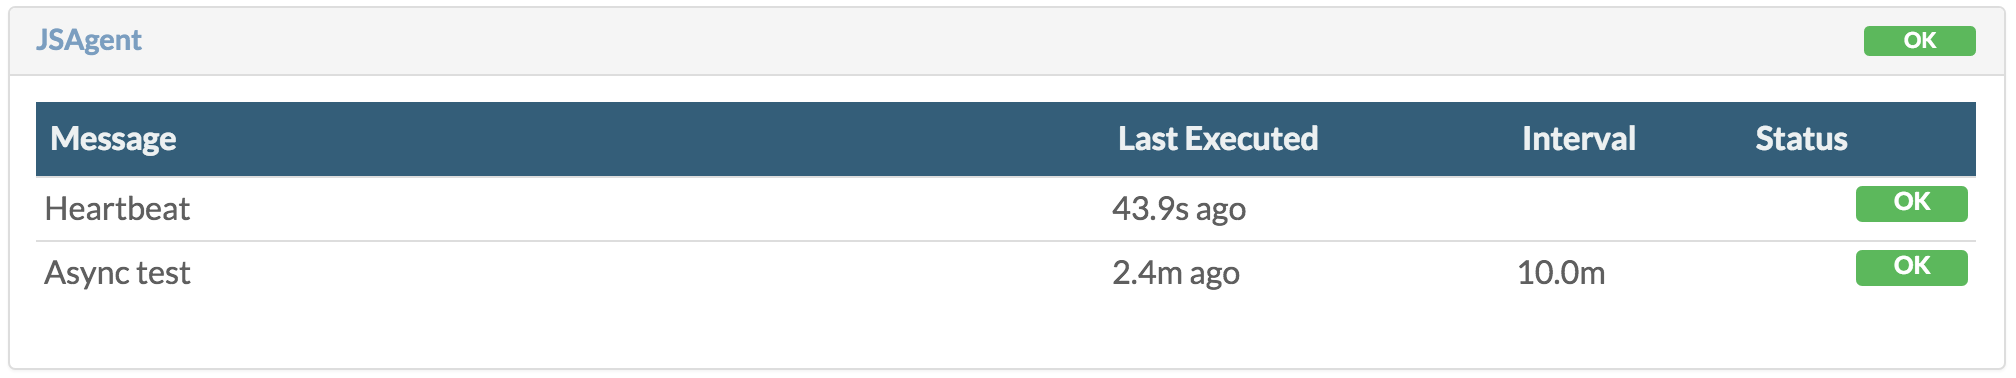 JSAgent OK
Message Last Executed Interval Status
Heartbeat 43.9s ago OK
Async test 2.4m ago 10.0m OK